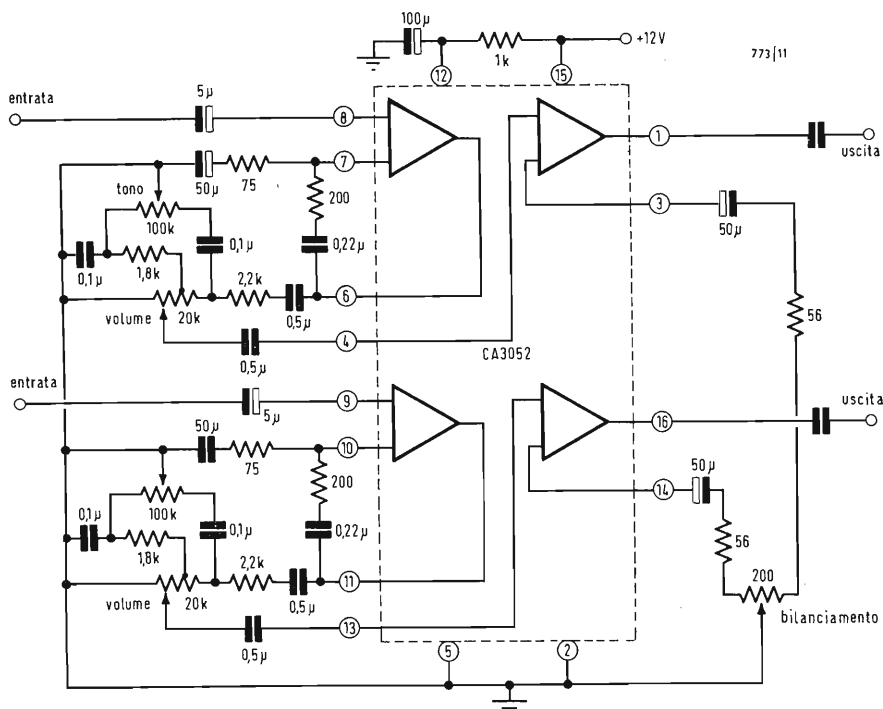 100μ
+12V
1k
773/11
12
15
entrata
5μ
8
1
uscita
7
50μ
75
tono
200
3
50μ
100k
0,1μ
0,1μ
0,22μ
1,8k
2,2k
6
56
volume
20k
0,5μ
4
0,5μ
CA3052
entrata
9
5μ
16
uscita
50μ
75
10
200
50μ
14
0,1μ
100k
0,1μ
0,22μ
56
1,8k
2,2k
11
200
volume
20k
0,5μ
bilanciamento
13
0,5μ
5
2